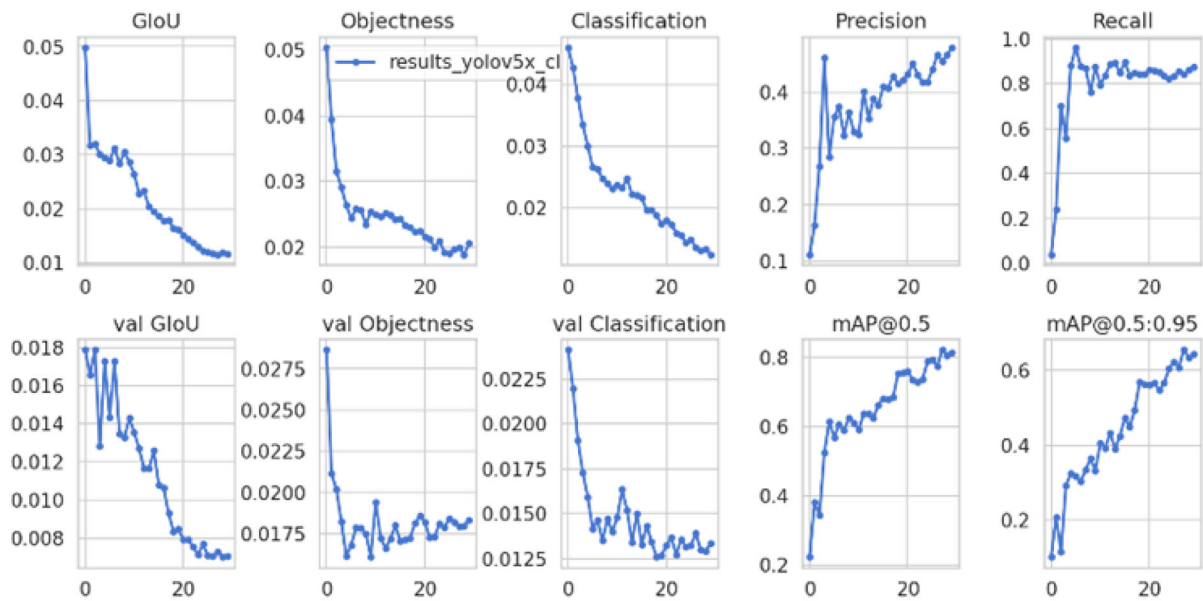 GIoU Objectness Classification Precision Recall
0.05 0.05 1.0
results_yolov5x_cl
0.04 0.04 0.04 0.4 0.8
0.6
0.03 0.03 0.3
0.4
0.02 0.02 0.2 0.2
0.01 0.02 0.1 0.0
0 20 0 20 0 20 0 20 0 20
val GIoU val Objectness val Classification mAP@0.5 mAP@0.5:0.95
0.018 0.0275 0.0225 0.8 0.6
0.016 0.0250 0.0200
0.014 0.0225 0.0175 0.6 0.4
0.012 0.0200 0.0150 0.4 0.2
0.010 0.0175 0.0125 0.2
0.008
0 20 0 20 0 20 0 20 0 20